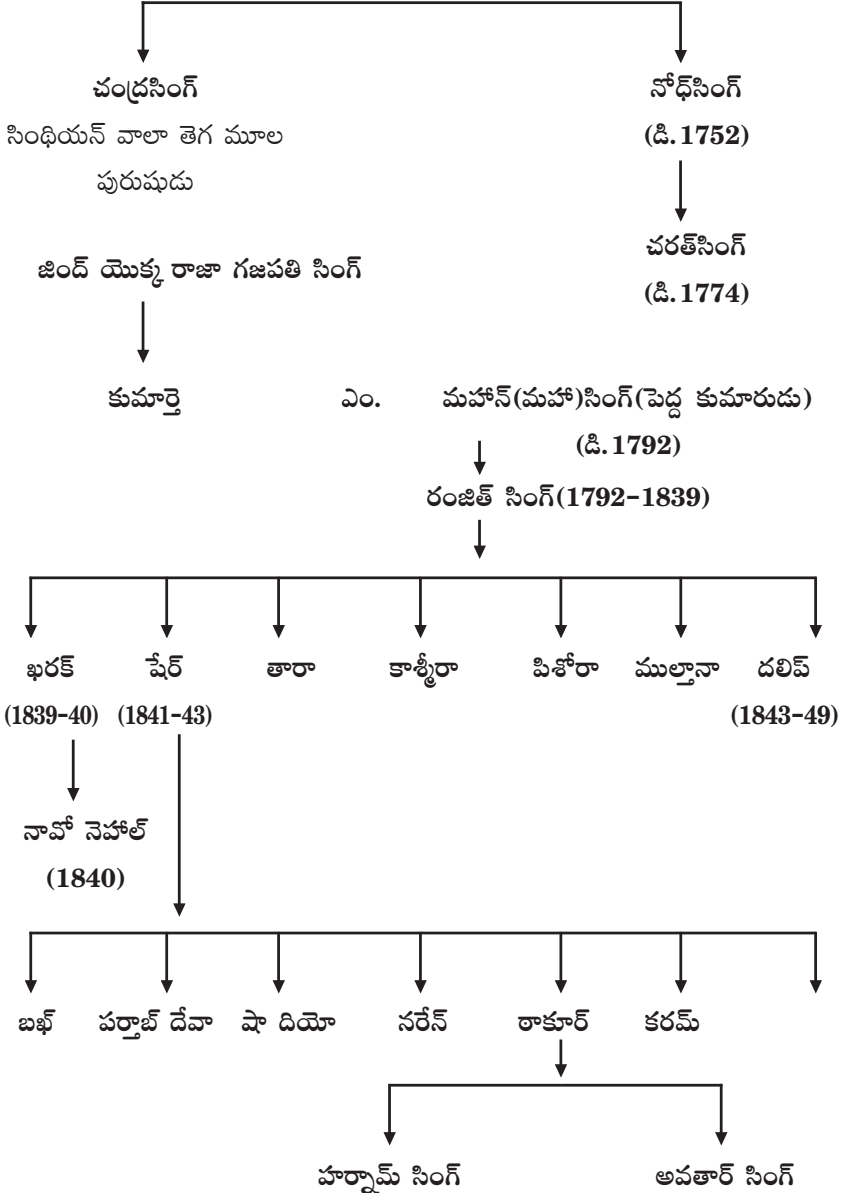 చంద్రసింగ్ నోధ్‌సింగ్
సింథియన్ వాలా తెగ మూల (డి.1752)
పురుషుడు
చరత్‌సింగ్
జింద్ యొక్క రాజా గజపతి సింగ్
(డి.1774)
కుమార్తె ఎం. మహాన్(మహా)సింగ్(పెద్ద కుమారుడు)
(డి.1792)
రంజిత్ సింగ్(1792-1839)
ఖరక్ షేర్ తారా కాశ్మీరా పిశోరా ముల్తానా దలిప్
(1839-40) (1841-43) (1843-49)
నావో నెహాల్
(1840)
బఖ్ పర్తాబ్ దేవా షా దియో నరేన్ ఠాకూర్ కరమ్
హర్నామ్ సింగ్ అవతార్ సింగ్